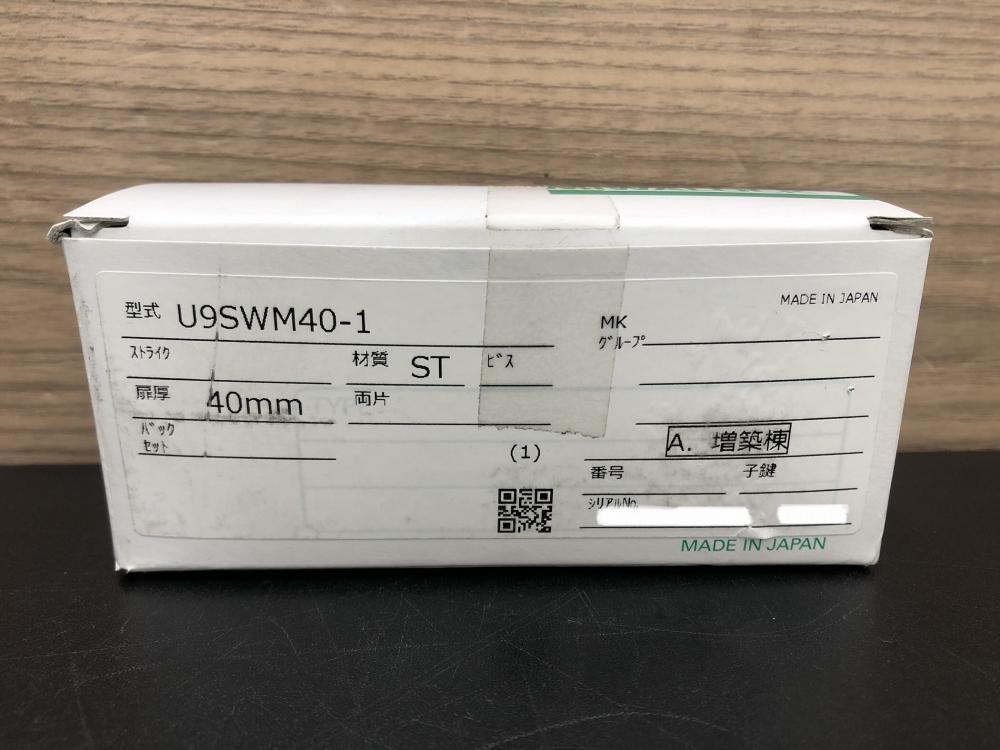 型式 U9SWM40-1
MADE IN JAPAN
MK
グループ
ストライク
材質 ST
ビス
扉厚 40mm
両片
バック
セット
(1)
A. 増築棟
番号
子鍵
シリアルNo.
MADE IN JAPAN